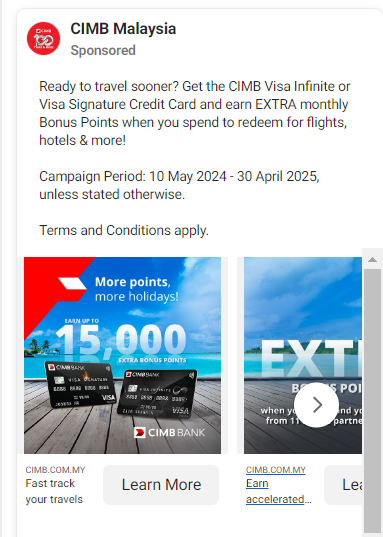 CIMB Malaysia
Sponsored
Ready to travel sooner? Get the CIMB Visa Infinite or
Visa Signature Credit Card and earn EXTRA monthly
Bonus Points when you spend to redeem for flights,
hotels & more!
Campaign Period: 10 May 2024 - 30 April 2025,
unless stated otherwise.
Terms and Conditions apply.
More points,
more holidays!
EARN UP TO
15,000
EXTRA BONUS POINTS
CIMB BANK
VISA SIGNATURE
CIMB BANK
VISA INFINITE
VISA
VISA
CIMB BANK
EXT
BONUS POI
when you
nd you
from 11
partne
CIMB.COM.MY
Fast track
your travels
Learn More
CIMB.COM.MY
Earn
accelerated...
Lea